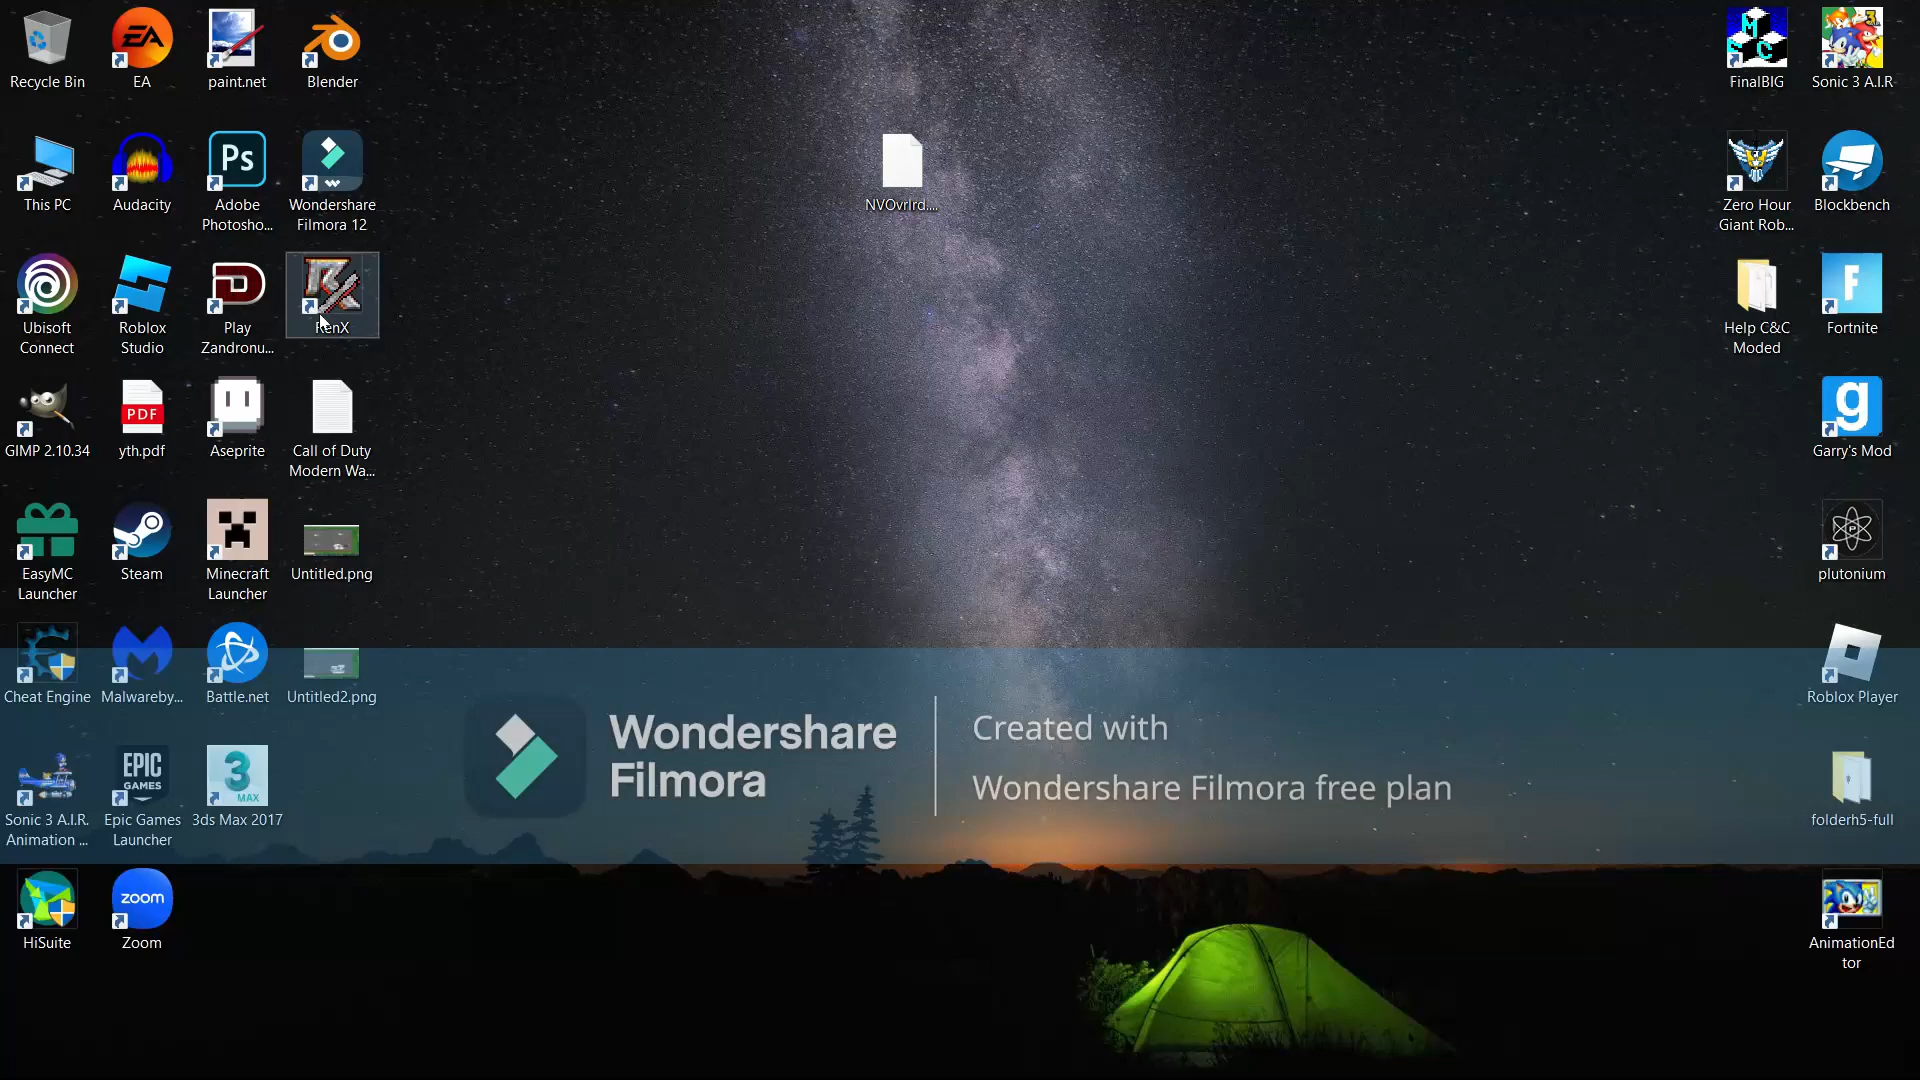 Recycle Bin
EA
paint.net
Blender
FinalBIG
Sonic 3 A.I.R
This PC
Audacity
Ps
Adobe
Photosho...
Wondershare
Filmora 12
NVOvrlrd....
Zero Hour
Giant Rob...
Blockbench
Ubisoft
Connect
Roblox
Studio
Play
Zandronu...
RenX
Help C&C
Moded
F
Fortnite
GIMP 2.10.34
PDF
yth.pdf
Aseprite
Call of Duty
Modern Wa...
g
Garry's Mod
EasyMC
Launcher
Steam
Minecraft
Launcher
Untitled.png
plutonium
Cheat Engine
Malwareby...
Battle.net
Untitled2.png
Roblox Player
Wondershare
Filmora
Created with
Wondershare Filmora free plan
Sonic 3 A.I.R.
Animation ...
EPIC
GAMES
Epic Games
Launcher
3
MAX
3ds Max 2017
folderh5-full
HiSuite
zoom
Zoom
AnimationEd
itor